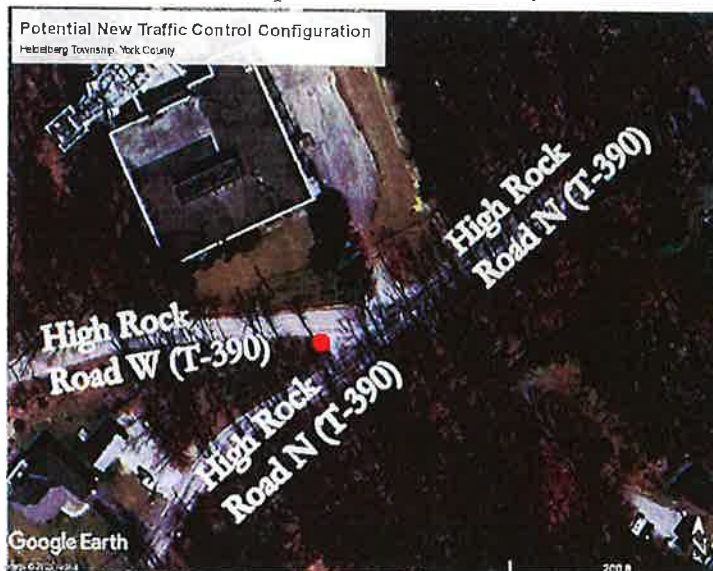 Potential New Traffic Control Configuration
Heidelberg Township, York County
High Rock
Road N (T-390)
High Rock
Road W (T-390)
High Rock
Road N (T-390)
Google Earth